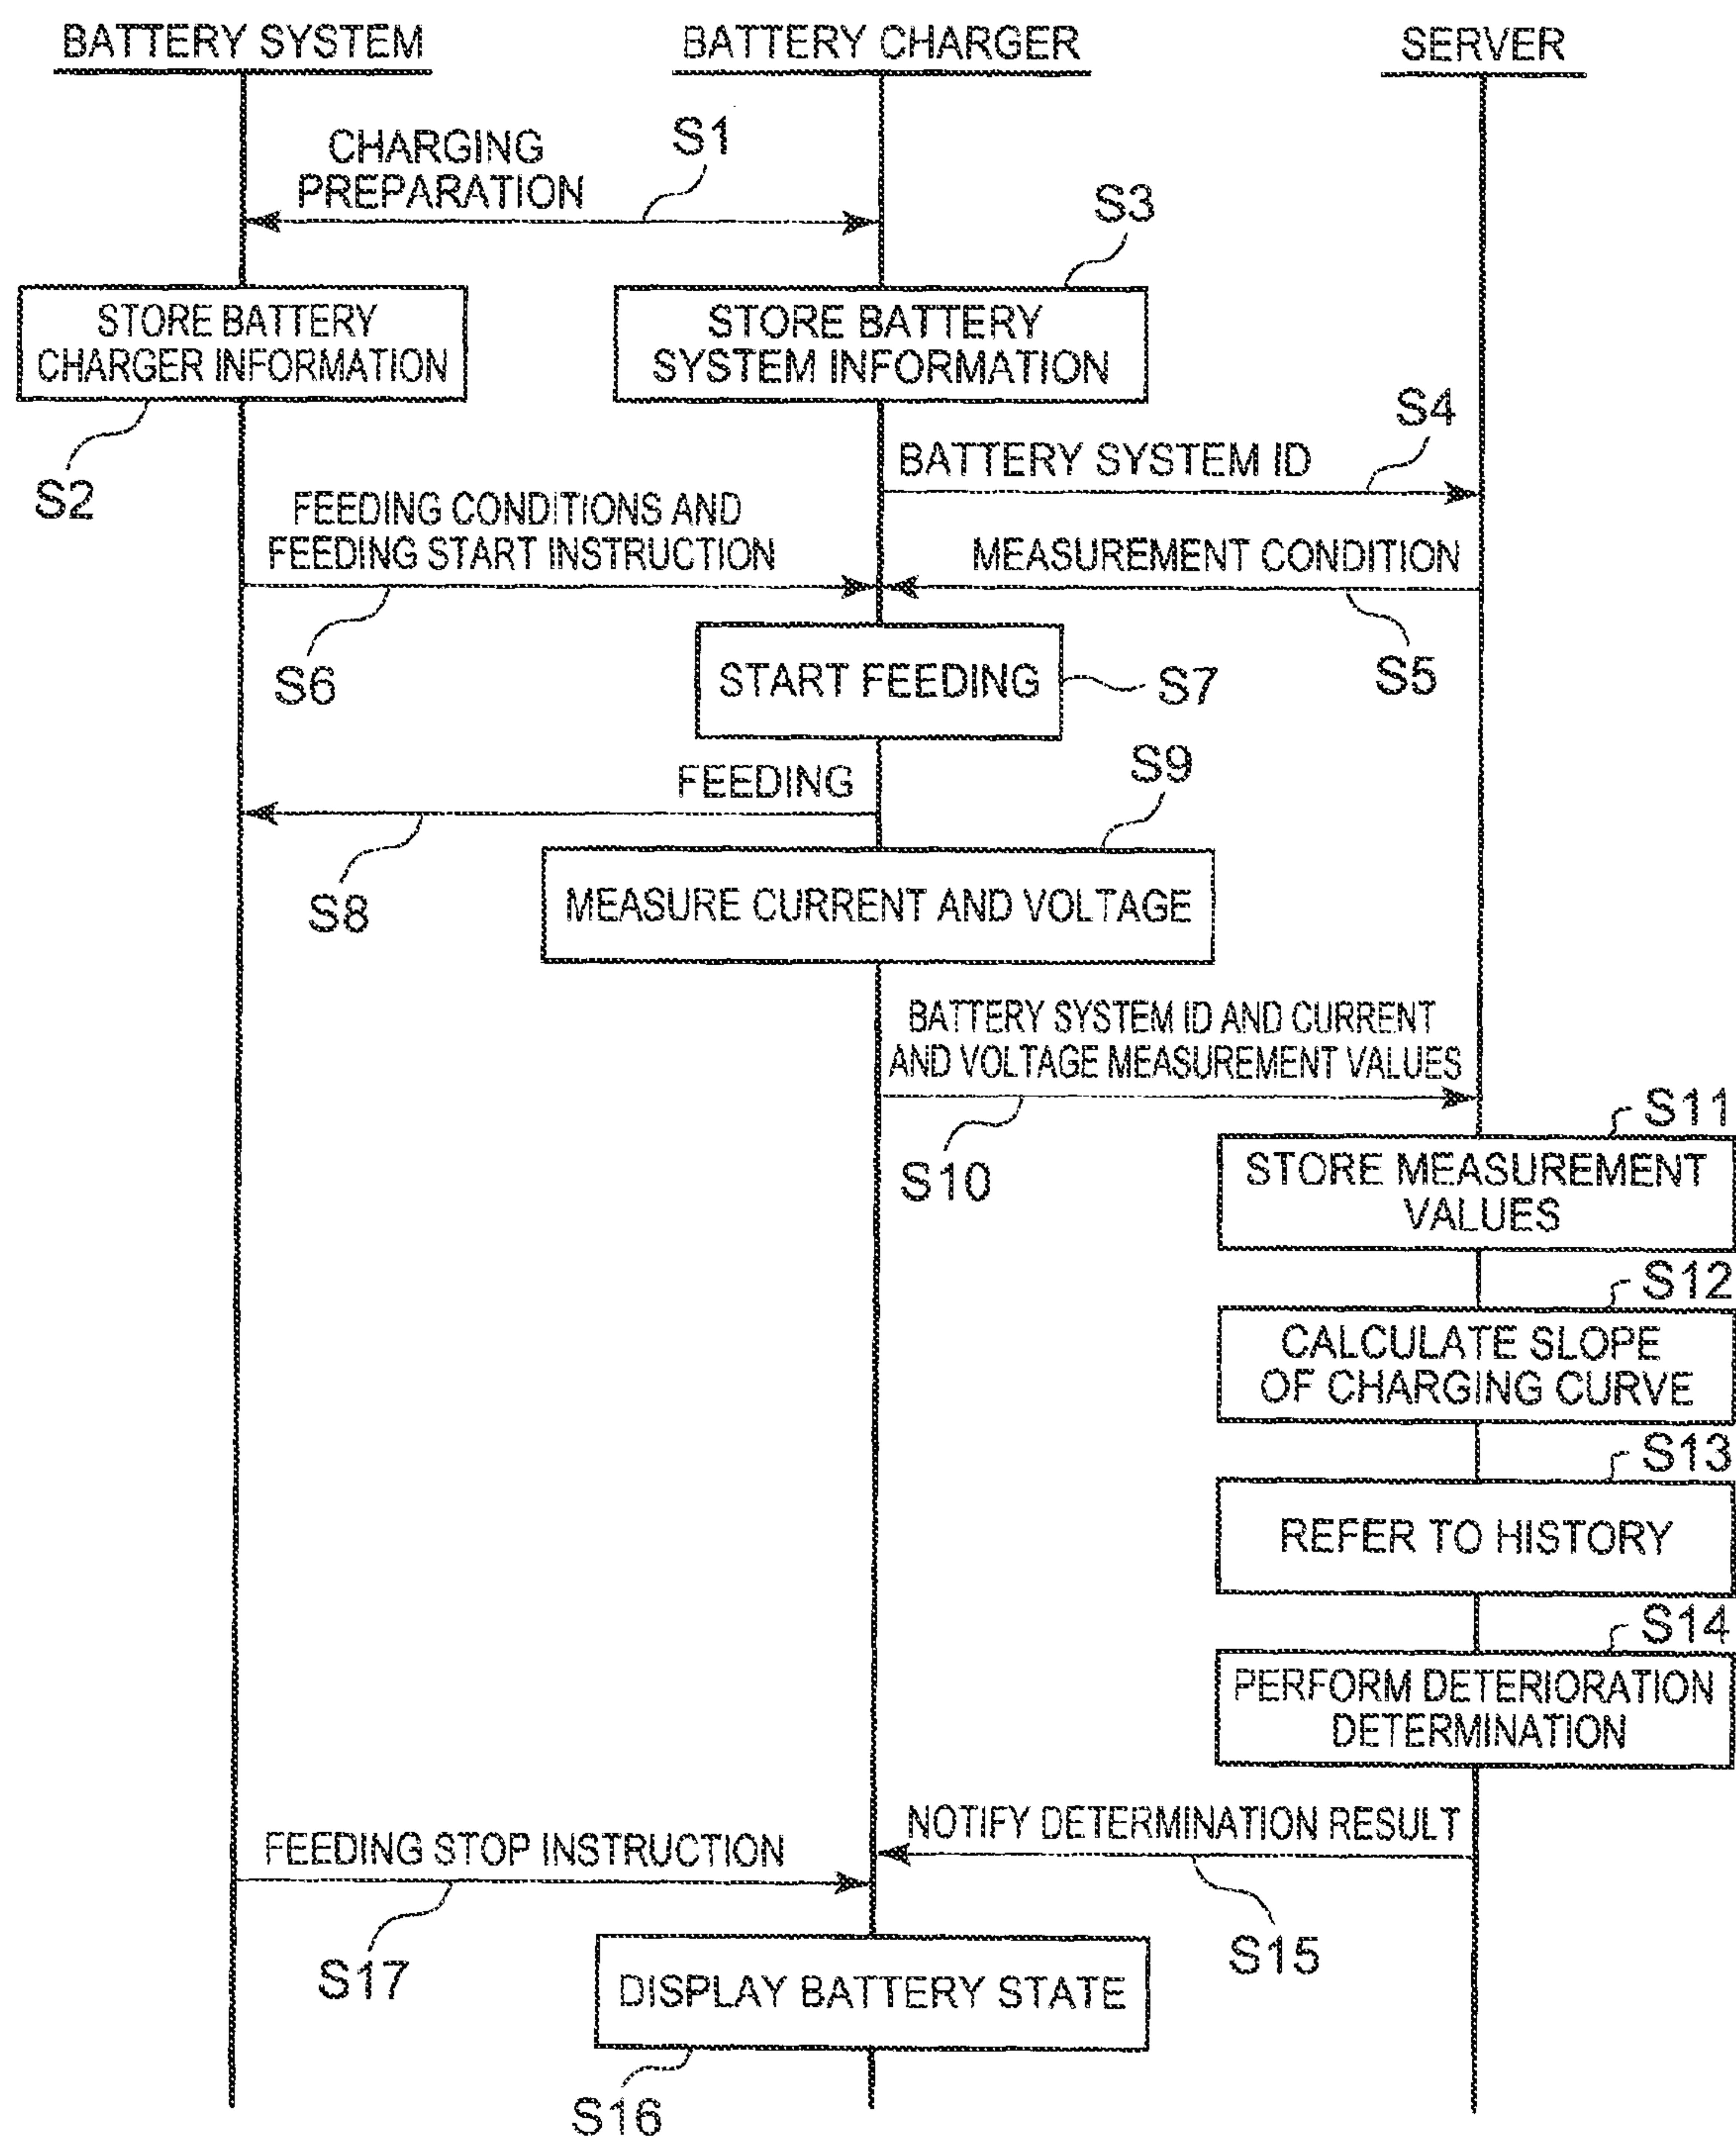 BATTERY SYSTEM
BATTERY CHARGER
SERVER
CHARGING
PREPARATION
S1
S3
STORE BATTERY
CHARGER INFORMATION
S2
STORE BATTERY
SYSTEM INFORMATION
S4
BATTERY SYSTEM ID
FEEDING CONDITIONS AND
FEEDING START INSTRUCTION
MEASUREMENT CONDITION
S6
S5
START FEEDING
S7
FEEDING
S9
S8
MEASURE CURRENT AND VOLTAGE
BATTERY SYSTEM ID AND CURRENT
AND VOLTAGE MEASUREMENT VALUES
S10
S11
STORE MEASUREMENT
VALUES
S12
CALCULATE SLOPE
OF CHARGING CURVE
S13
REFER TO HISTORY
S14
PERFORM DETERIORATION
DETERMINATION
NOTIFY DETERMINATION RESULT
FEEDING STOP INSTRUCTION
S17
S15
DISPLAY BATTERY STATE
S16